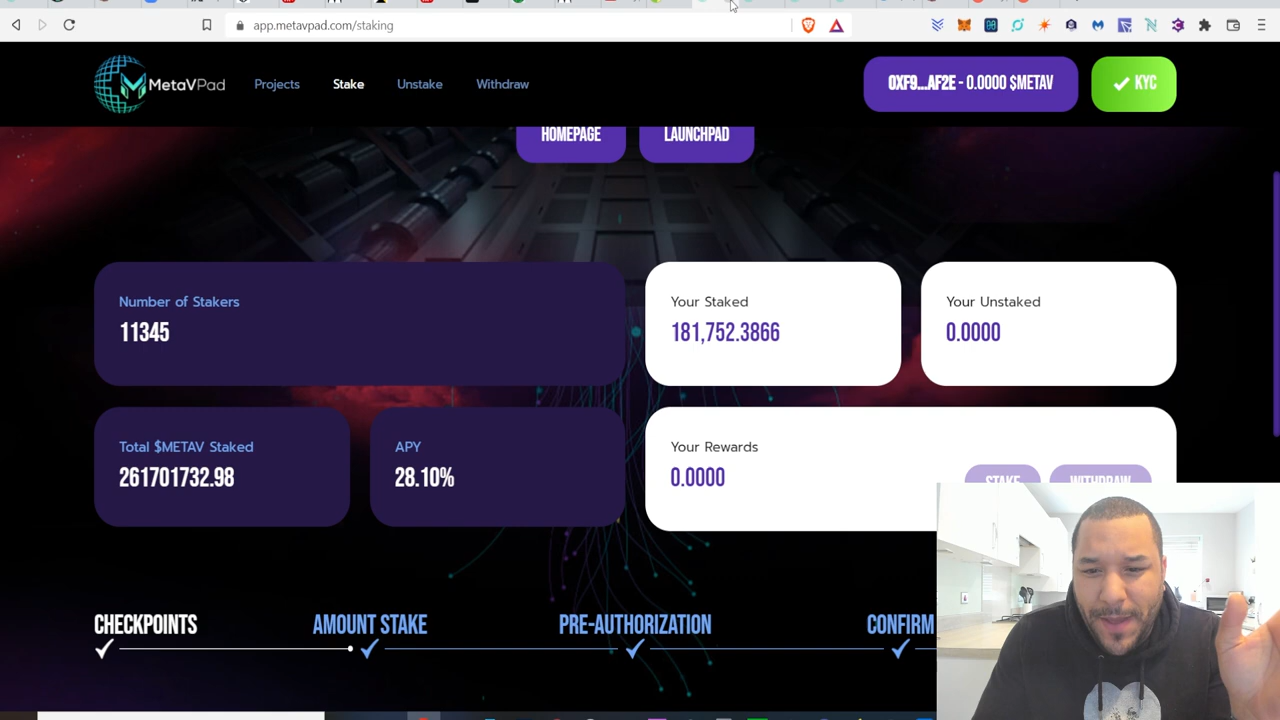 app.metavpad.com/staking
MetaVPad
Projects
Stake
Unstake
Withdraw
0XF9...AF2E - 0.0000 $METAV
KYC
HOMEPAGE
LAUNCHPAD
Number of Stakers
11345
Your Staked
181,752.3866
Your Unstaked
0.0000
Total $METAV Staked
261701732.98
APY
28.10%
Your Rewards
0.0000
STAKE
WITHDRAW
CHECKPOINTS
AMOUNT STAKE
PRE-AUTHORIZATION
CONFIRM